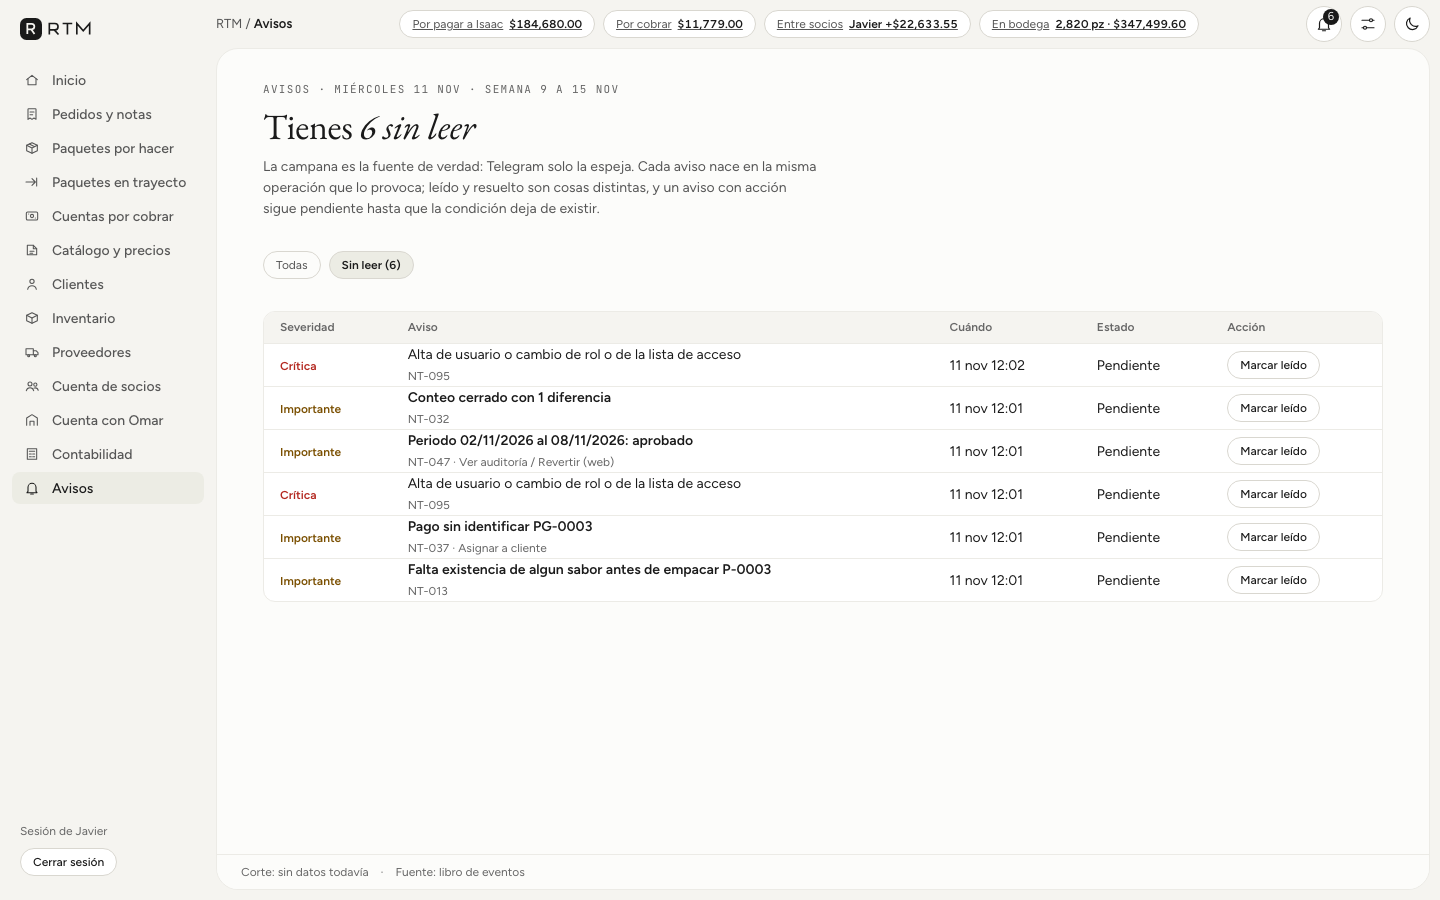 R RTM
RTM / Avisos
Por pagar a Isaac $184,680.00
Por cobrar $11,779.00
Entre socios Javier +$22,633.55
En bodega 2,820 pz · $347,499.60
6
Inicio
Pedidos y notas
Paquetes por hacer
Paquetes en trayecto
Cuentas por cobrar
Catálogo y precios
Clientes
Inventario
Proveedores
Cuenta de socios
Cuenta con Omar
Contabilidad
Avisos
Sesión de Javier
Cerrar sesión
AVISOS · MIÉRCOLES 11 NOV · SEMANA 9 A 15 NOV
Tienes 6 sin leer
La campana es la fuente de verdad: Telegram solo la espeja. Cada aviso nace en la misma
operación que lo provoca; leído y resuelto son cosas distintas, y un aviso con acción
sigue pendiente hasta que la condición deja de existir.
Todas
Sin leer (6)
Severidad Aviso Cuándo Estado Acción
Crítica Alta de usuario o cambio de rol o de la lista de acceso 11 nov 12:02 Pendiente Marcar leído
NT-095
Importante Conteo cerrado con 1 diferencia 11 nov 12:01 Pendiente Marcar leído
NT-032
Importante Periodo 02/11/2026 al 08/11/2026: aprobado 11 nov 12:01 Pendiente Marcar leído
NT-047 · Ver auditoría / Revertir (web)
Crítica Alta de usuario o cambio de rol o de la lista de acceso 11 nov 12:01 Pendiente Marcar leído
NT-095
Importante Pago sin identificar PG-0003 11 nov 12:01 Pendiente Marcar leído
NT-037 · Asignar a cliente
Importante Falta existencia de algun sabor antes de empacar P-0003 11 nov 12:01 Pendiente Marcar leído
NT-013
Corte: sin datos todavía · Fuente: libro de eventos